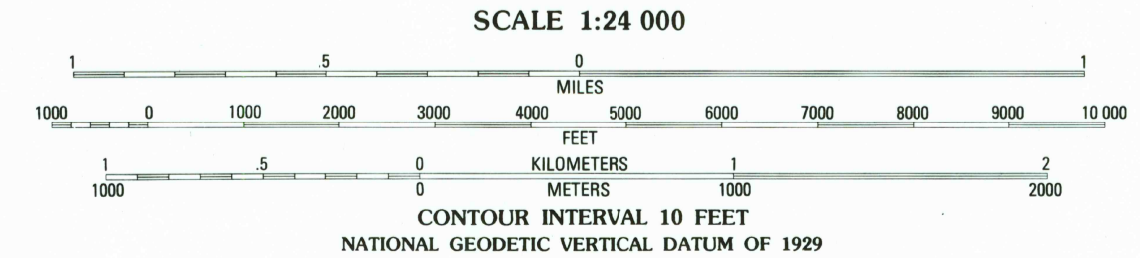 SCALE 1:24 000
1 .5 0 1
MILES
1000 0 1000 2000 3000 4000 5000 6000 7000 8000 9000 10 000
FEET
1 .5 0 KILOMETERS 1 2
1000 0 METERS 1000 2000
CONTOUR INTERVAL 10 FEET
NATIONAL GEODETIC VERTICAL DATUM OF 1929